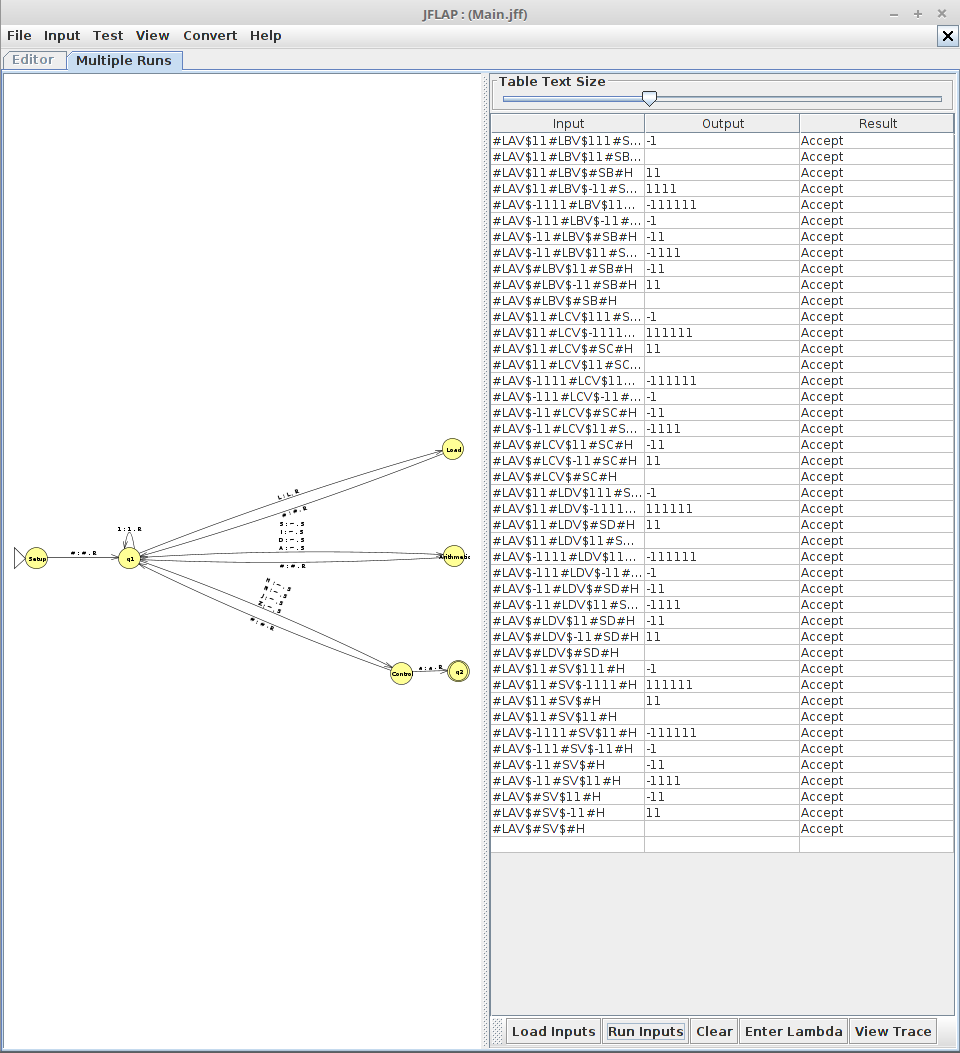 JFLAP : (Main.jff)
File Input Test View Convert Help
Editor Multiple Runs
Table Text Size
Input Output Result
#LAV$11#LBV$111#S... -1 Accept
#LAV$11#LBV$11#SB... Accept
#LAV$11#LBV$#SB#H 11 Accept
#LAV$11#LBV$-11#S... 1111 Accept
#LAV$-1111#LBV$11... -111111 Accept
#LAV$-111#LBV$-11#... -1 Accept
#LAV$-11#LBV$#SB#H -11 Accept
#LAV$-11#LBV$11#S... -1111 Accept
#LAV$#LBV$11#SB#H -11 Accept
#LAV$#LBV$-11#SB#H 11 Accept
#LAV$#LBV$#SB#H Accept
#LAV$11#LCV$111#S... -1 Accept
#LAV$11#LCV$-1111... 111111 Accept
#LAV$11#LCV$#SC#H 11 Accept
#LAV$11#LCV$11#SC... Accept
#LAV$-1111#LCV$11... -111111 Accept
#LAV$-111#LCV$-11#... -1 Accept
#LAV$-11#LCV$#SC#H -11 Accept
#LAV$-11#LCV$11#S... -1111 Accept
#LAV$#LCV$11#SC#H -11 Accept
#LAV$#LCV$-11#SC#H 11 Accept
#LAV$#LCV$#SC#H Accept
#LAV$11#LDV$111#S... -1 Accept
#LAV$11#LDV$-1111... 111111 Accept
#LAV$11#LDV$#SD#H 11 Accept
#LAV$11#LDV$11#S... Accept
#LAV$-1111#LDV$11... -111111 Accept
#LAV$-111#LDV$-11#... -1 Accept
#LAV$-11#LDV$#SD#H -11 Accept
#LAV$-11#LDV$11#S... -1111 Accept
#LAV$#LDV$11#SD#H -11 Accept
#LAV$#LDV$-11#SD#H 11 Accept
#LAV$#LDV$#SD#H Accept
#LAV$11#SV$111#H -1 Accept
#LAV$11#SV$-1111#H 111111 Accept
#LAV$11#SV$#H 11 Accept
#LAV$11#SV$11#H Accept
#LAV$-1111#SV$11#H -111111 Accept
#LAV$-111#SV$-11#H -1 Accept
#LAV$-11#SV$#H -11 Accept
#LAV$-11#SV$11#H -1111 Accept
#LAV$#SV$11#H -11 Accept
#LAV$#SV$-11#H 11 Accept
#LAV$#SV$#H Accept
Load Inputs Run Inputs Clear Enter Lambda View Trace
Load
L;L,R
#;#,R
S;~,S
I;~,S
D;~,S
A;~,S
1;1,R
Setup
#;#,R
q1
#;#,R
#;#,R
Control
q2